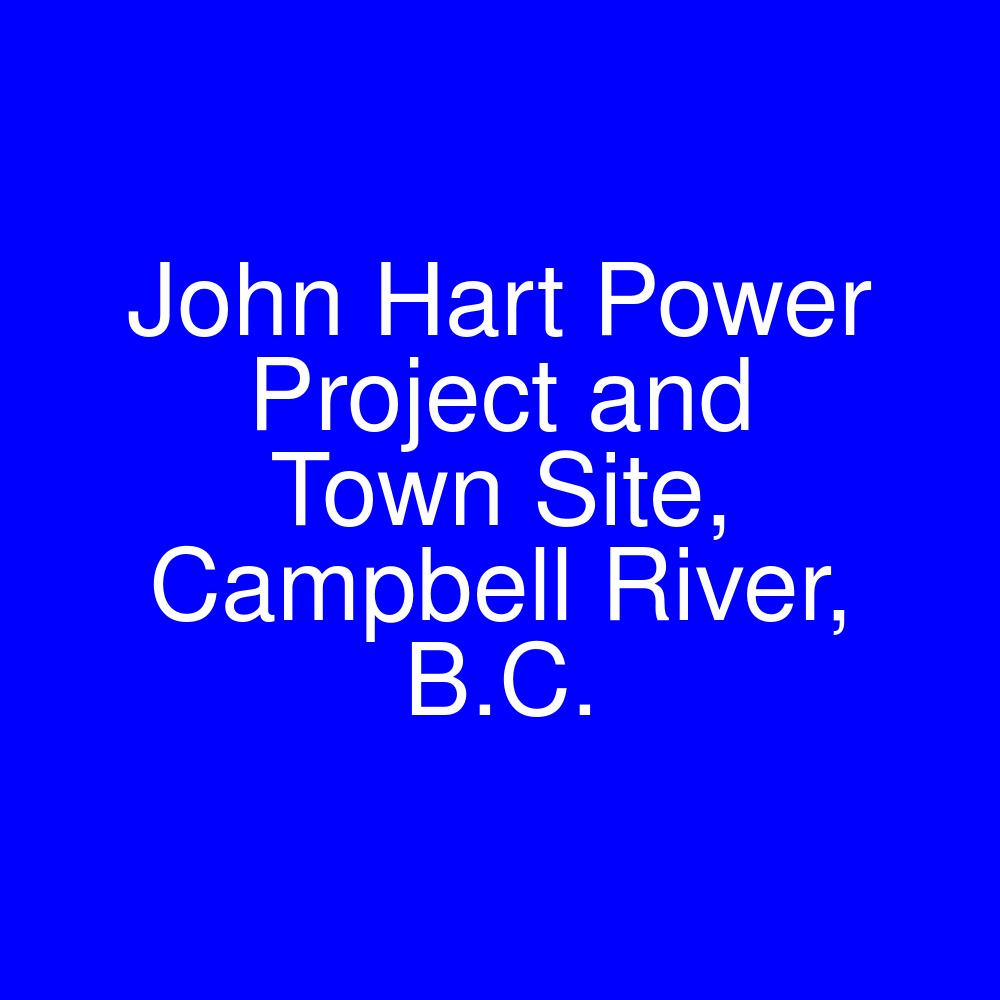 John Hart Power
Project and
Town Site,
Campbell River,
B.C.